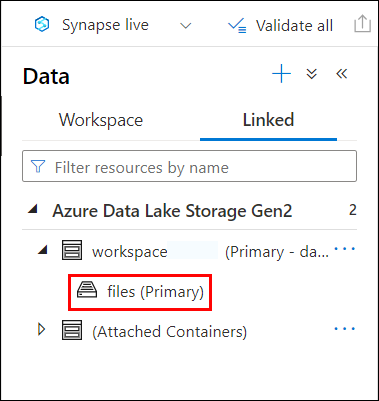 Synapse live Validate all
Data
Workspace Linked
Filter resources by name
Azure Data Lake Storage Gen2 2
workspace (Primary - da...
files (Primary)
(Attached Containers)